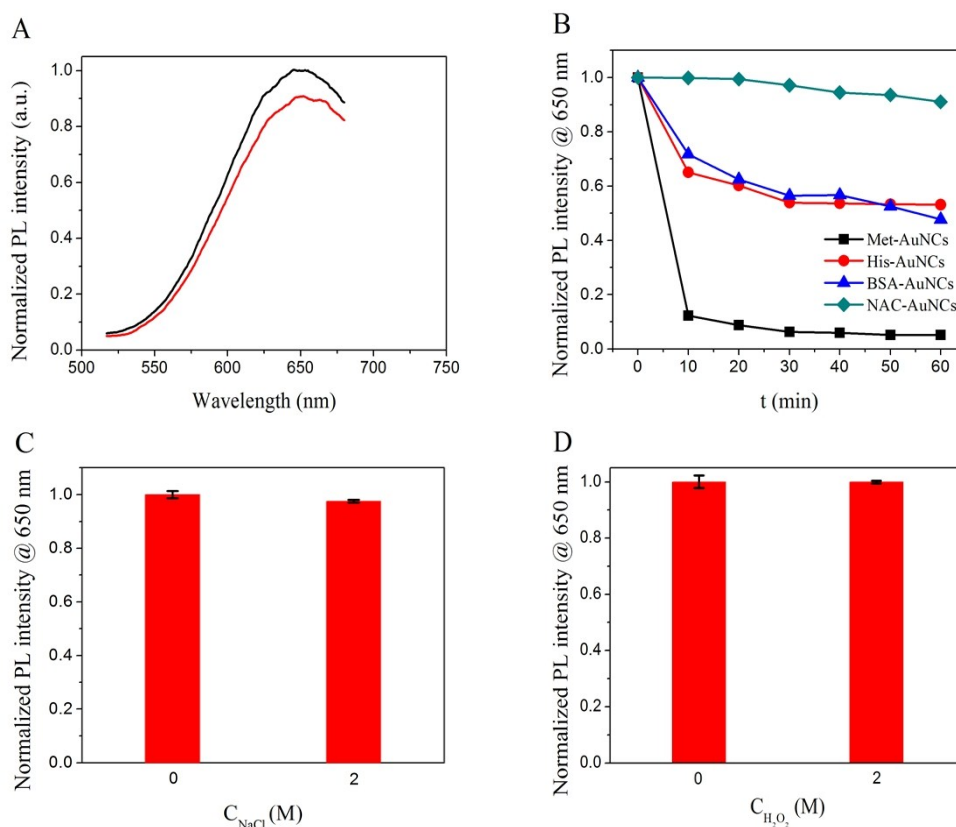 A
Normalized PL intensity (a.u.)
1.0
0.8
0.6
0.4
0.2
0.0
500 550 600 650 700 750
Wavelength (nm)
B
Normalized PL intensity @ 650 nm
1.0
0.8
0.6
0.4
0.2
0.0
Met-AuNCs
His-AuNCs
BSA-AuNCs
NAC-AuNCs
0 10 20 30 40 50 60
t (min)
C
Normalized PL intensity @ 650 nm
1.0
0.8
0.6
0.4
0.2
0.0
0 2
C_NaCl (M)
D
Normalized PL intensity @ 650 nm
1.0
0.8
0.6
0.4
0.2
0.0
0 2
C_H₂O₂ (M)